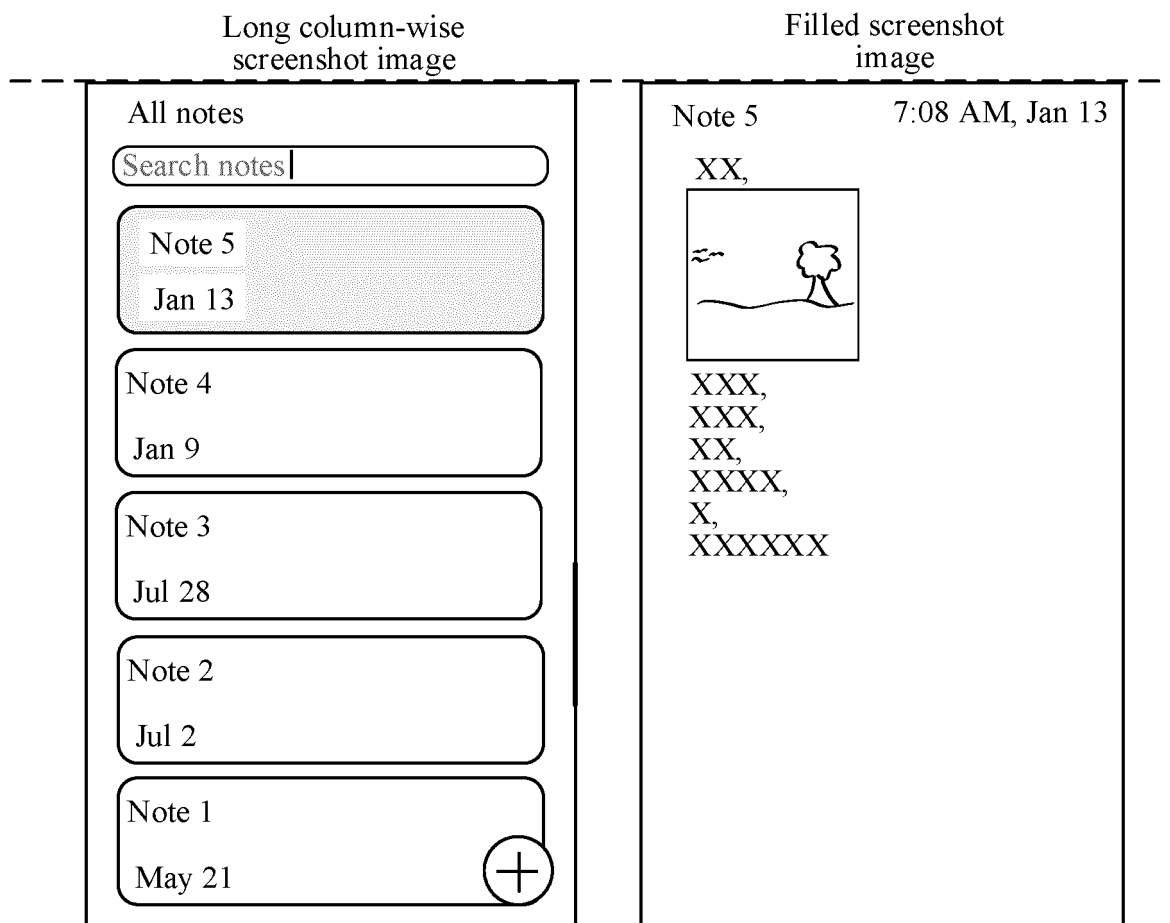 Long column-wise
screenshot image
Filled screenshot
image
All notes
Search notes
Note 5
Jan 13
Note 4
Jan 9
Note 3
Jul 28
Note 2
Jul 2
Note 1
May 21
Note 5
7:08 AM, Jan 13
XX,
XXX,
XXX,
XX,
XXXX,
X,
XXXXXX